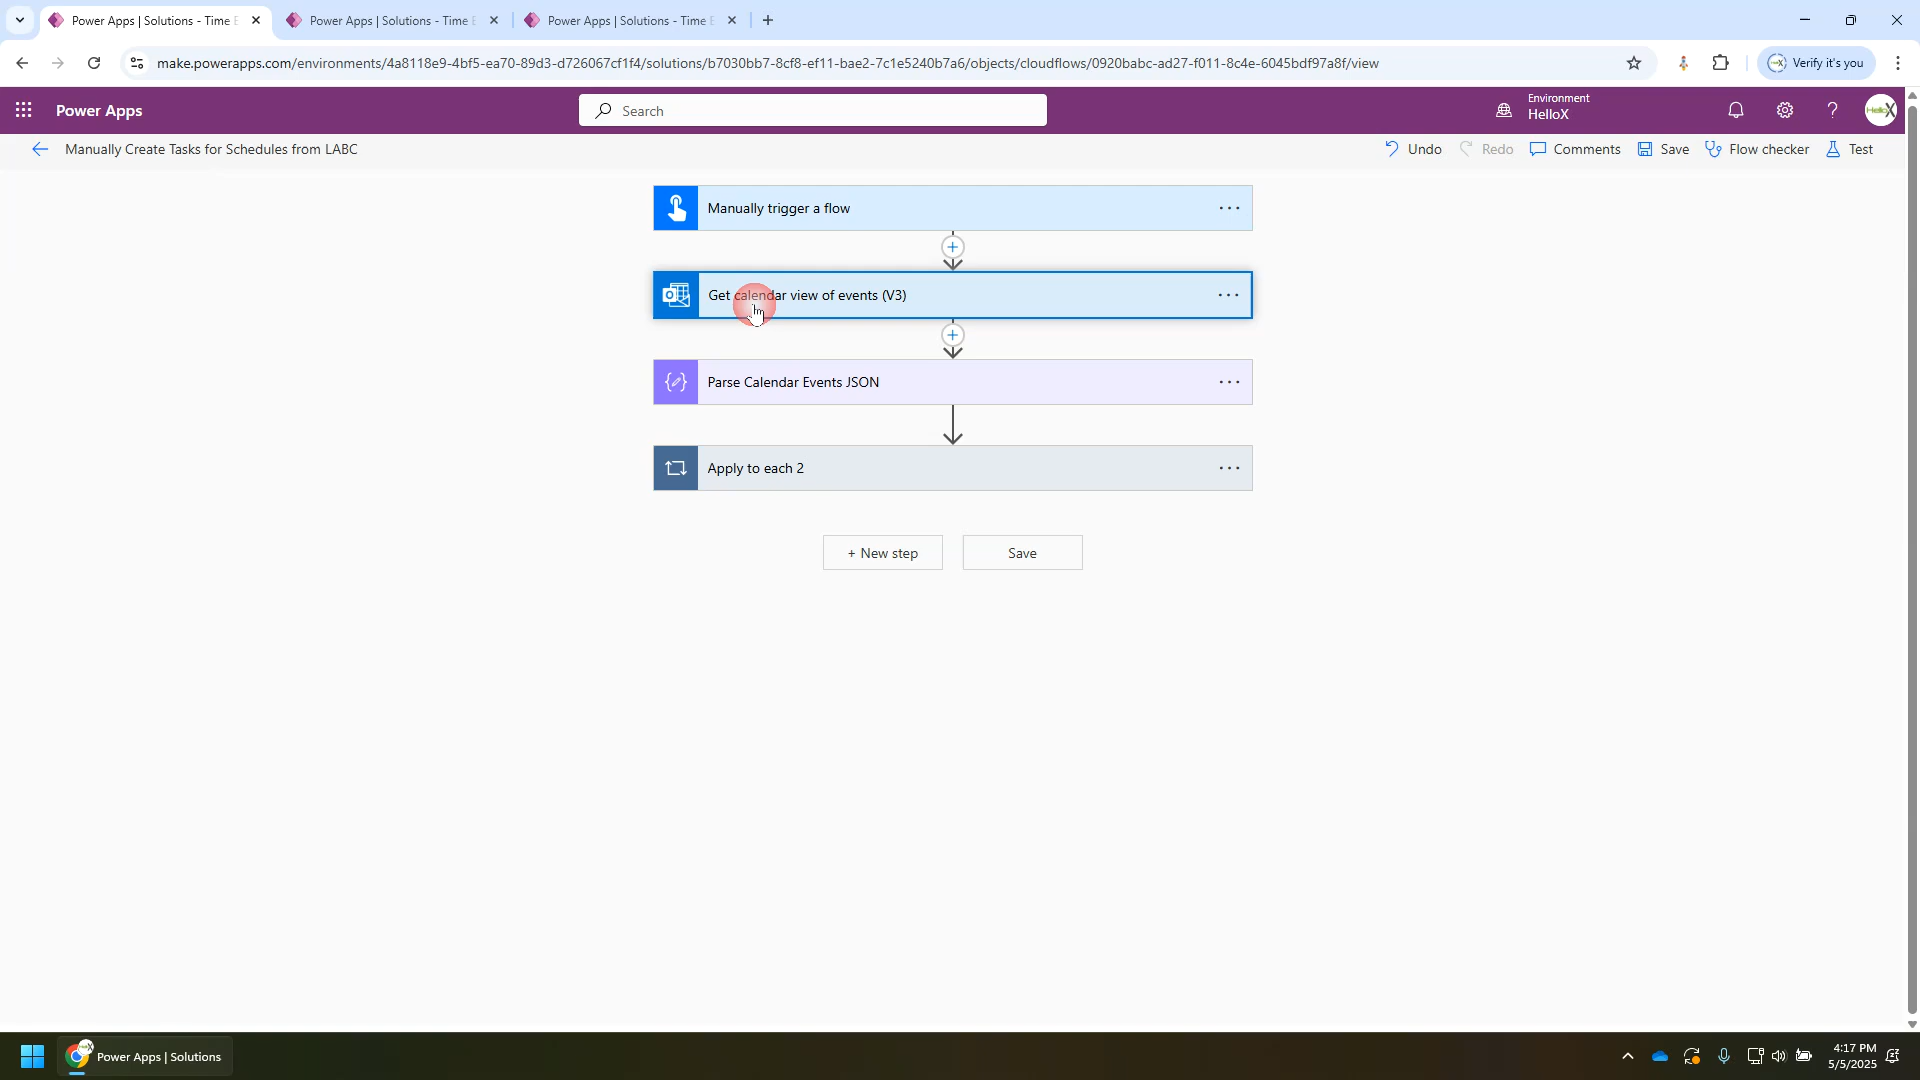 Power Apps | Solutions - Time E
Power Apps | Solutions - Time E
Power Apps | Solutions - Time E
make.powerapps.com/environments/4a8118e9-4bf5-ea70-89d3-d726067cf1f4/solutions/b7030bb7-8cf8-ef11-bae2-7c1e5240b7a6/objects/cloudflows/0920babc-ad27-f011-8c4e-6045bdf97a8f/view
Verify it's you
Power Apps
Search
Environment
HelloX
HelloX
Manually Create Tasks for Schedules from LABC
Undo
Redo
Comments
Save
Flow checker
Test
Manually trigger a flow
Get calendar view of events (V3)
Parse Calendar Events JSON
Apply to each 2
+ New step
Save
Power Apps | Solutions
4:17 PM
5/5/2025